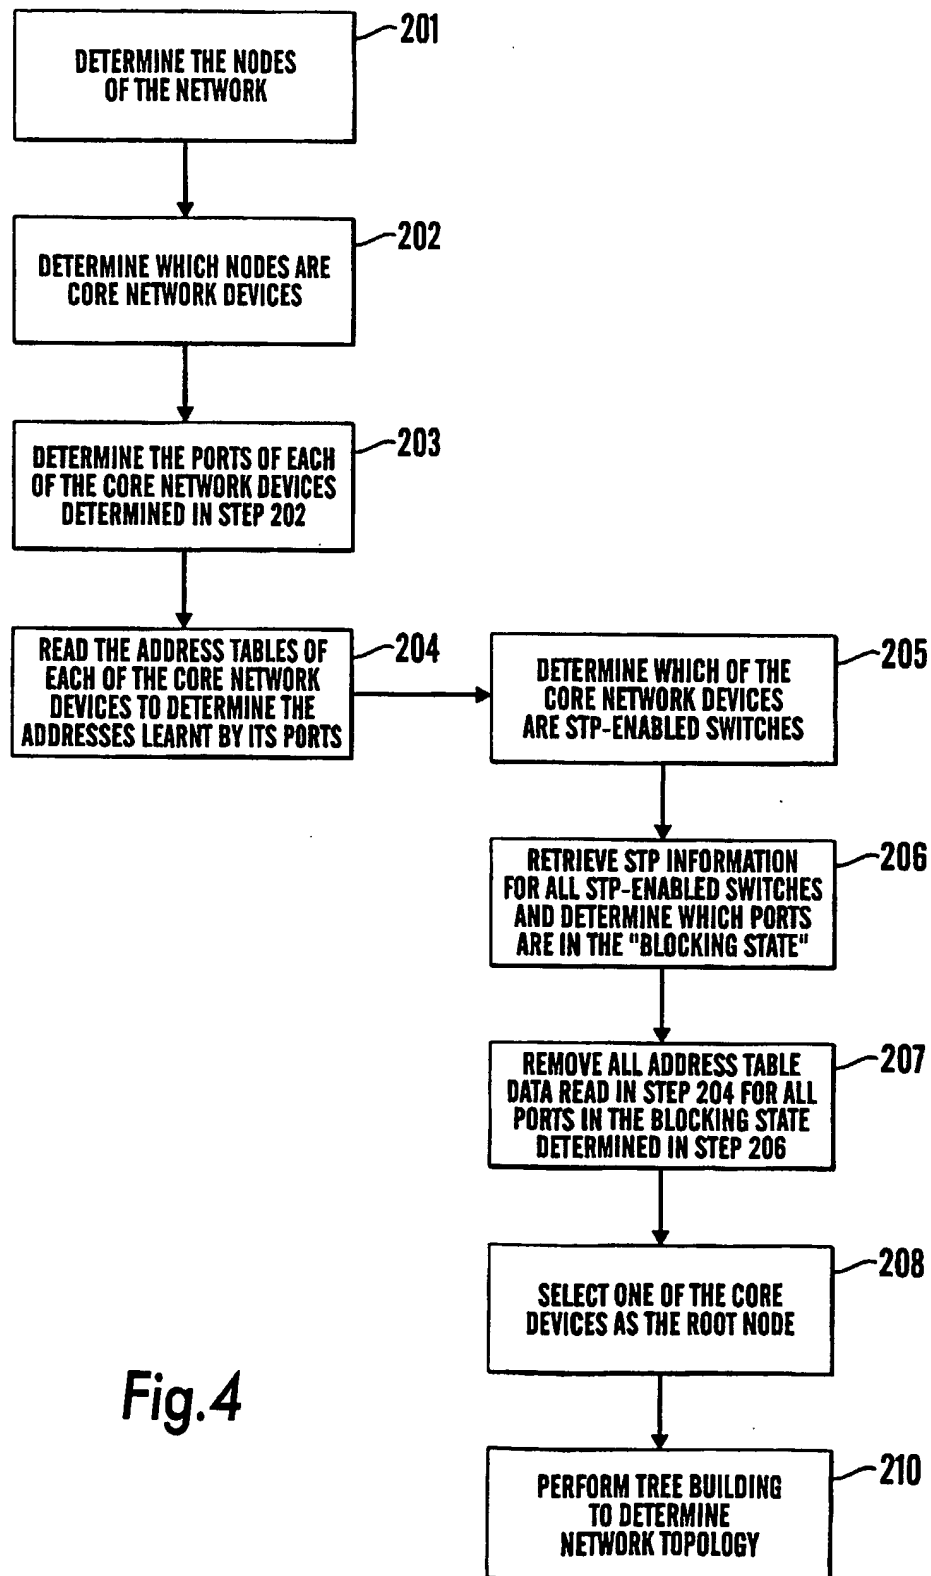 201
DETERMINE THE NODES
OF THE NETWORK
202
DETERMINE WHICH NODES ARE
CORE NETWORK DEVICES
203
DETERMINE THE PORTS OF EACH
OF THE CORE NETWORK DEVICES
DETERMINED IN STEP 202
204
READ THE ADDRESS TABLES OF
EACH OF THE CORE NETWORK
DEVICES TO DETERMINE THE
ADDRESSES LEARNT BY ITS PORTS
205
DETERMINE WHICH OF THE
CORE NETWORK DEVICES
ARE STP-ENABLED SWITCHES
206
RETRIEVE STP INFORMATION
FOR ALL STP-ENABLED SWITCHES
AND DETERMINE WHICH PORTS
ARE IN THE "BLOCKING STATE"
207
REMOVE ALL ADDRESS TABLE
DATA READ IN STEP 204 FOR ALL
PORTS IN THE BLOCKING STATE
DETERMINED IN STEP 206
208
SELECT ONE OF THE CORE
DEVICES AS THE ROOT NODE
210
PERFORM TREE BUILDING
TO DETERMINE
NETWORK TOPOLOGY
Fig.4